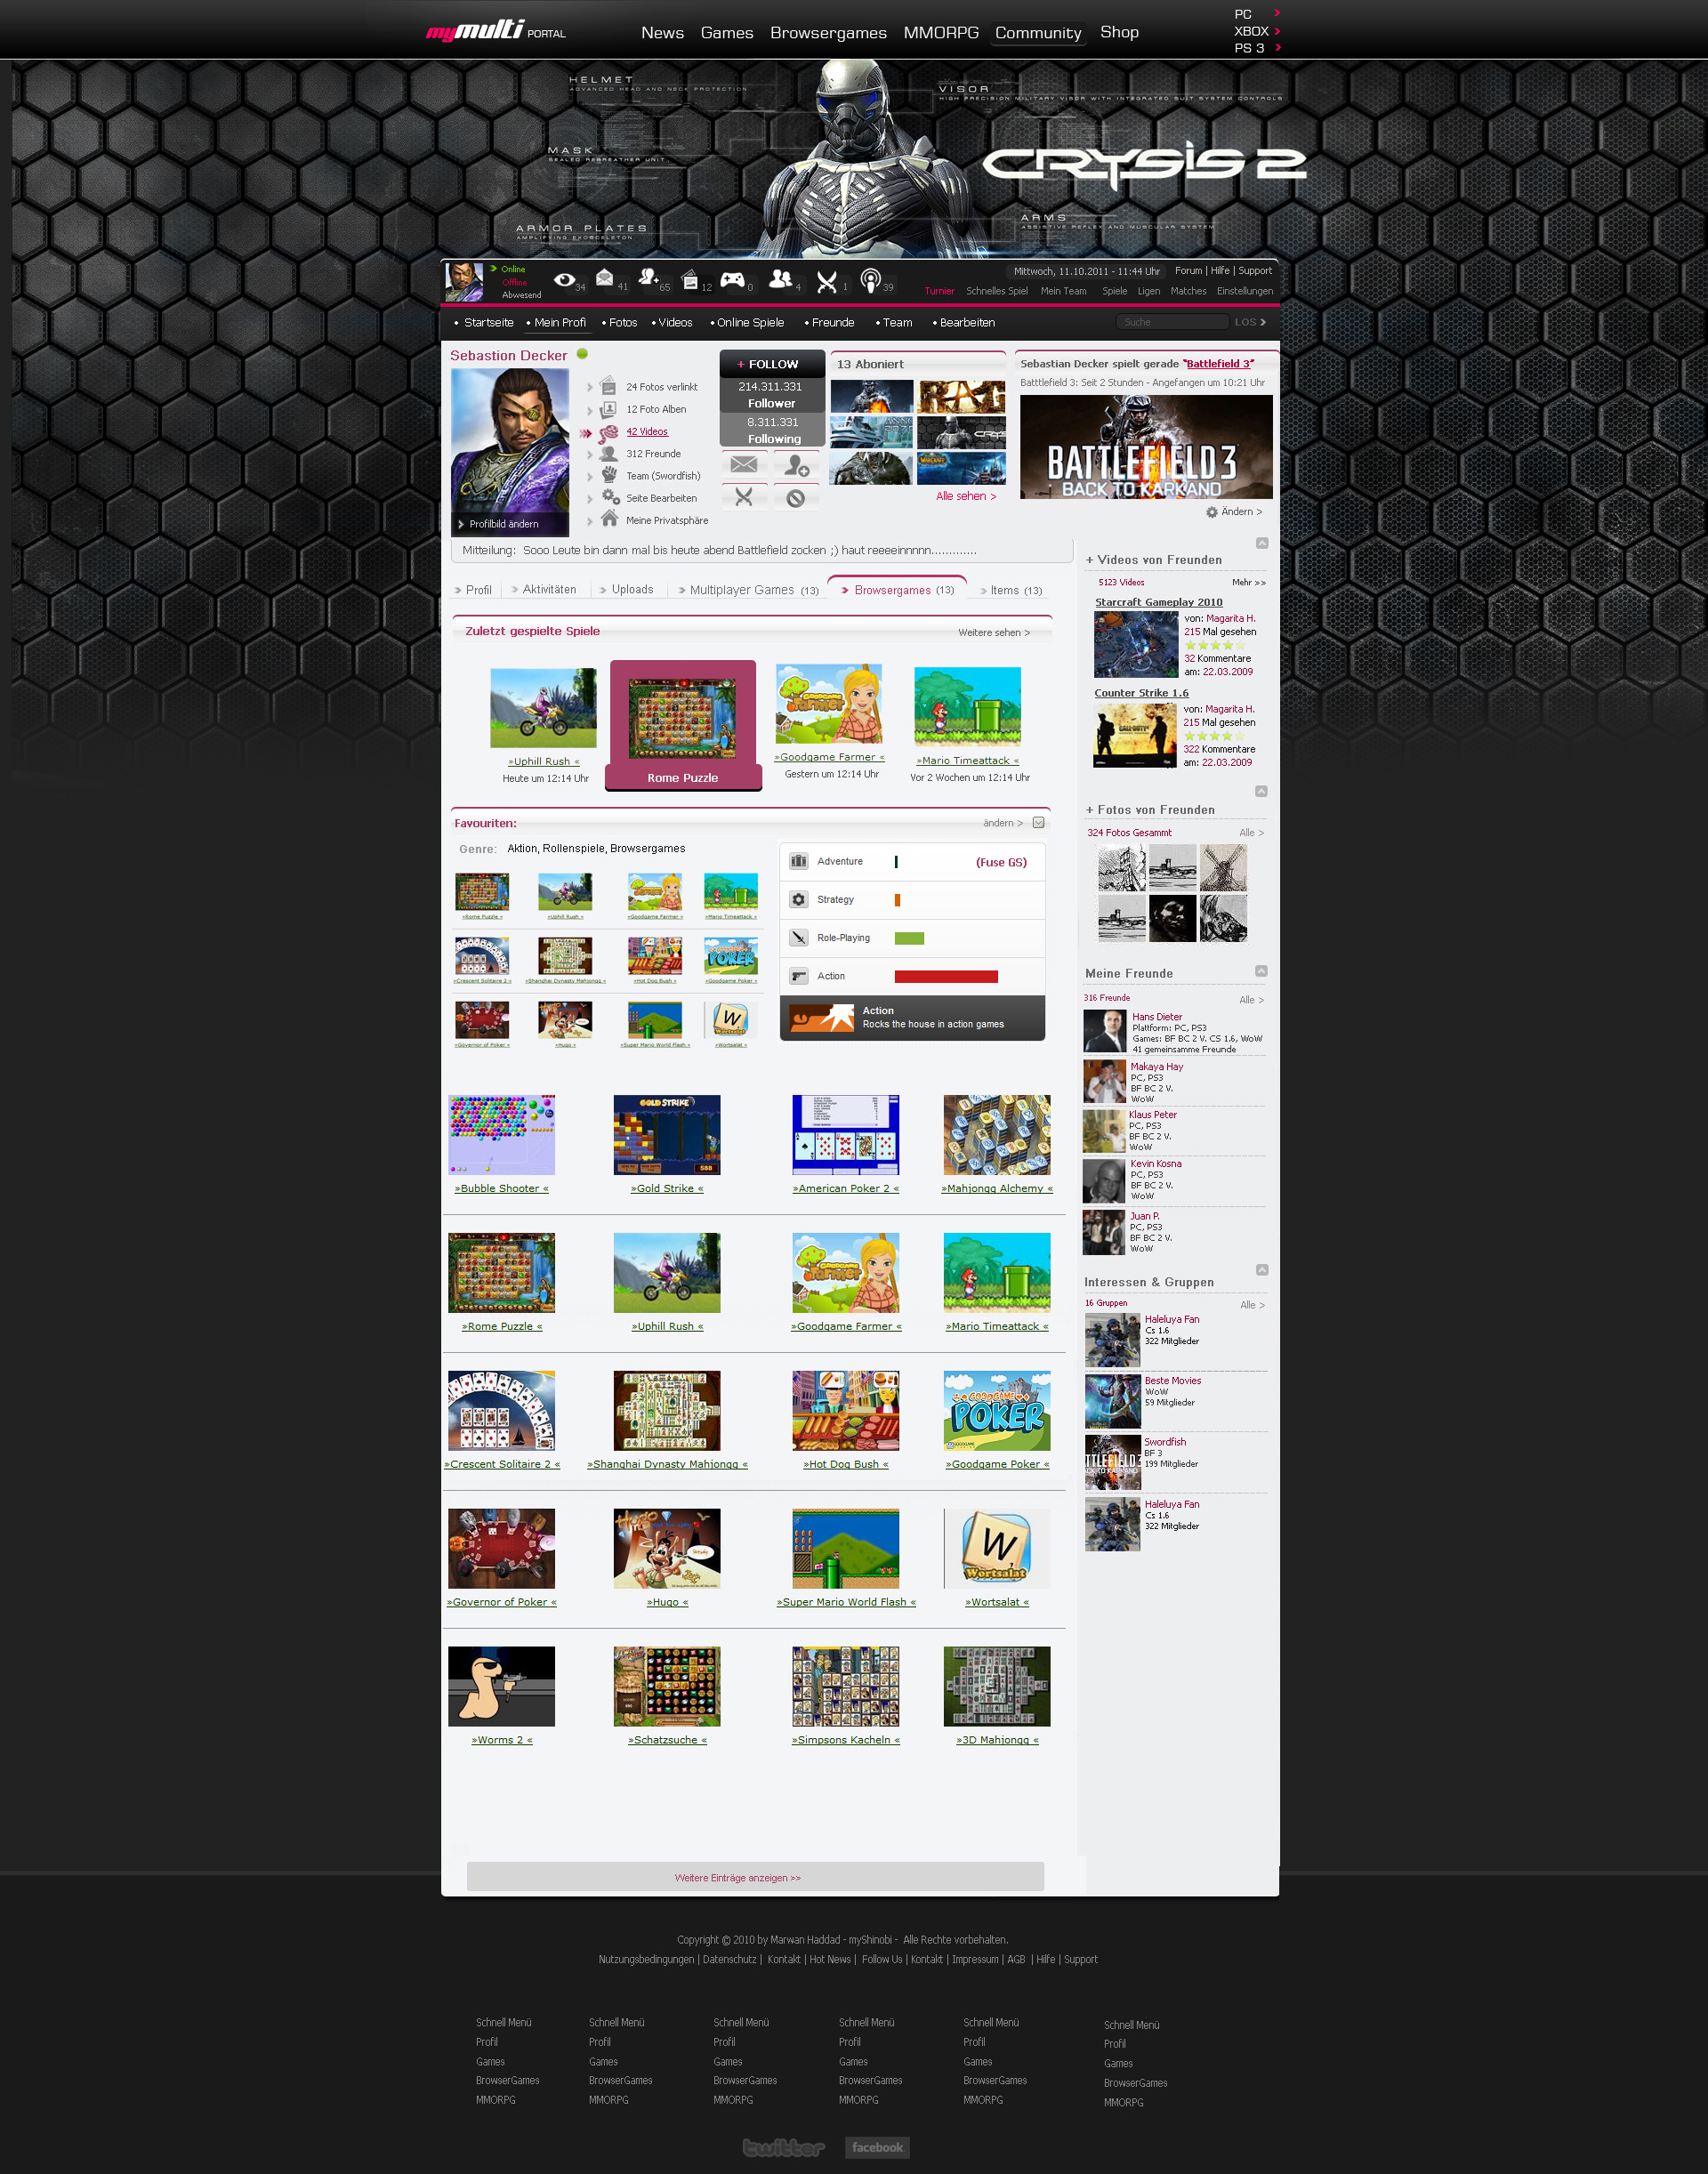 mymulti PORTAL
News Games Browsergames MMORPG Community Shop
PC
XBOX
PS 3
HELMET
ADVANCED HEAD AND NECK PROTECTION
VISOR
HIGH PRECISION MILITARY VISOR WITH INTEGRATED SUIT SYSTEM CONTROLS
MASK
SEALED REBREATHER UNIT
CRYSIS 2
ARMOR PLATES
AMPLIFYING EXOSCELETON
ARMS
ASSISTIVE REFLEX AND MUSCULAR SYSTEM
Online
Offline
Abwesend
34 41 65 12 0 4 1 39
Mittwoch, 11.10.2011 - 11:44 Uhr
Forum | Hilfe | Support
Turnier Schnelles Spiel Mein Team Spiele Ligen Matches Einstellungen
Startseite Mein Profi Fotos Videos Online Spiele Freunde Team Bearbeiten
Suche LOS
Sebastion Decker
24 Fotos verlinkt
12 Foto Alben
42 Videos
312 Freunde
Team (Swordfish)
Seite Bearbeiten
Meine Privatsphäre
Profilbild ändern
+ FOLLOW
214.311.331
Follower
8.311.331
Following
13 Aboniert
Alle sehen >
Sebastian Decker spielt gerade "Battlefield 3"
Batttlefield 3: Seit 2 Stunden - Angefangen um 10:21 Uhr
BATTLEFIELD 3
BACK TO KARKAND
Ändern >
Mitteilung: Sooo Leute bin dann mal bis heute abend Battlefield zocken ;) haut reeeeinnnnn.............
Profil Aktivitäten Uploads Multiplayer Games (13) Browsergames (13) Items (13)
Zuletzt gespielte Spiele
Weitere sehen >
»Uphill Rush «
Heute um 12:14 Uhr
Rome Puzzle
»Goodgame Farmer «
Gestern um 12:14 Uhr
»Mario Timeattack «
Vor 2 Wochen um 12:14 Uhr
Favouriten:
ändern >
Genre: Aktion, Rollenspiele, Browsergames
»Rome Puzzle « »Uphill Rush « »Goodgame Farmer « »Mario Timeattack «
»Crescent Solitaire 2 « »Shanghai Dynasty Mahjongg « »Hot Dog Bush « »Goodgame Poker «
»Governor of Poker « »Hugo « »Super Mario World Flash « »Wortsalat «
Adventure (Fuse GS)
Strategy
Role-Playing
Action
Action
Rocks the house in action games
»Bubble Shooter « »Gold Strike « »American Poker 2 « »Mahjongg Alchemy «
»Rome Puzzle « »Uphill Rush « »Goodgame Farmer « »Mario Timeattack «
»Crescent Solitaire 2 « »Shanghai Dynasty Mahjongg « »Hot Dog Bush « »Goodgame Poker «
»Governor of Poker « »Hugo « »Super Mario World Flash « »Wortsalat «
»Worms 2 « »Schatzsuche « »Simpsons Kacheln « »3D Mahjongg «
Weitere Einträge anzeigen >>
+ Videos von Freunden
5123 Videos Mehr >>
Starcraft Gameplay 2010
von: Magarita H.
215 Mal gesehen
32 Kommentare
am: 22.03.2009
Counter Strike 1.6
von: Magarita H.
215 Mal gesehen
322 Kommentare
am: 22.03.2009
+ Fotos von Freunden
324 Fotos Gesammt Alle >
Meine Freunde
316 Freunde Alle >
Hans Dieter
Plattform: PC, PS3
Games: BF BC 2 V. CS 1.6, WoW
41 gemeinsamme Freunde
Makaya Hay
PC, PS3
BF BC 2 V.
WoW
Klaus Peter
PC, PS3
BF BC 2 V.
WoW
Kevin Kosna
PC, PS3
BF BC 2 V.
WoW
Juan P.
PC, PS3
BF BC 2 V.
WoW
Interessen & Gruppen
16 Gruppen Alle >
Haleluya Fan
Cs 1.6
322 Mitglieder
Beste Movies
WoW
59 Mitglieder
Swordfish
BF 3
199 Mitglieder
Haleluya Fan
Cs 1.6
322 Mitglieder
Copyright © 2010 by Marwan Haddad - myShinobi - Alle Rechte vorbehalten.
Nutzungsbedingungen | Datenschutz | Kontakt | Hot News | Follow Us | Kontakt | Impressum | AGB | Hilfe | Support
Schnell Menü Schnell Menü Schnell Menü Schnell Menü Schnell Menü Schnell Menü
Profil Profil Profil Profil Profil Profil
Games Games Games Games Games Games
BrowserGames BrowserGames BrowserGames BrowserGames BrowserGames BrowserGames
MMORPG MMORPG MMORPG MMORPG MMORPG MMORPG
twitter facebook